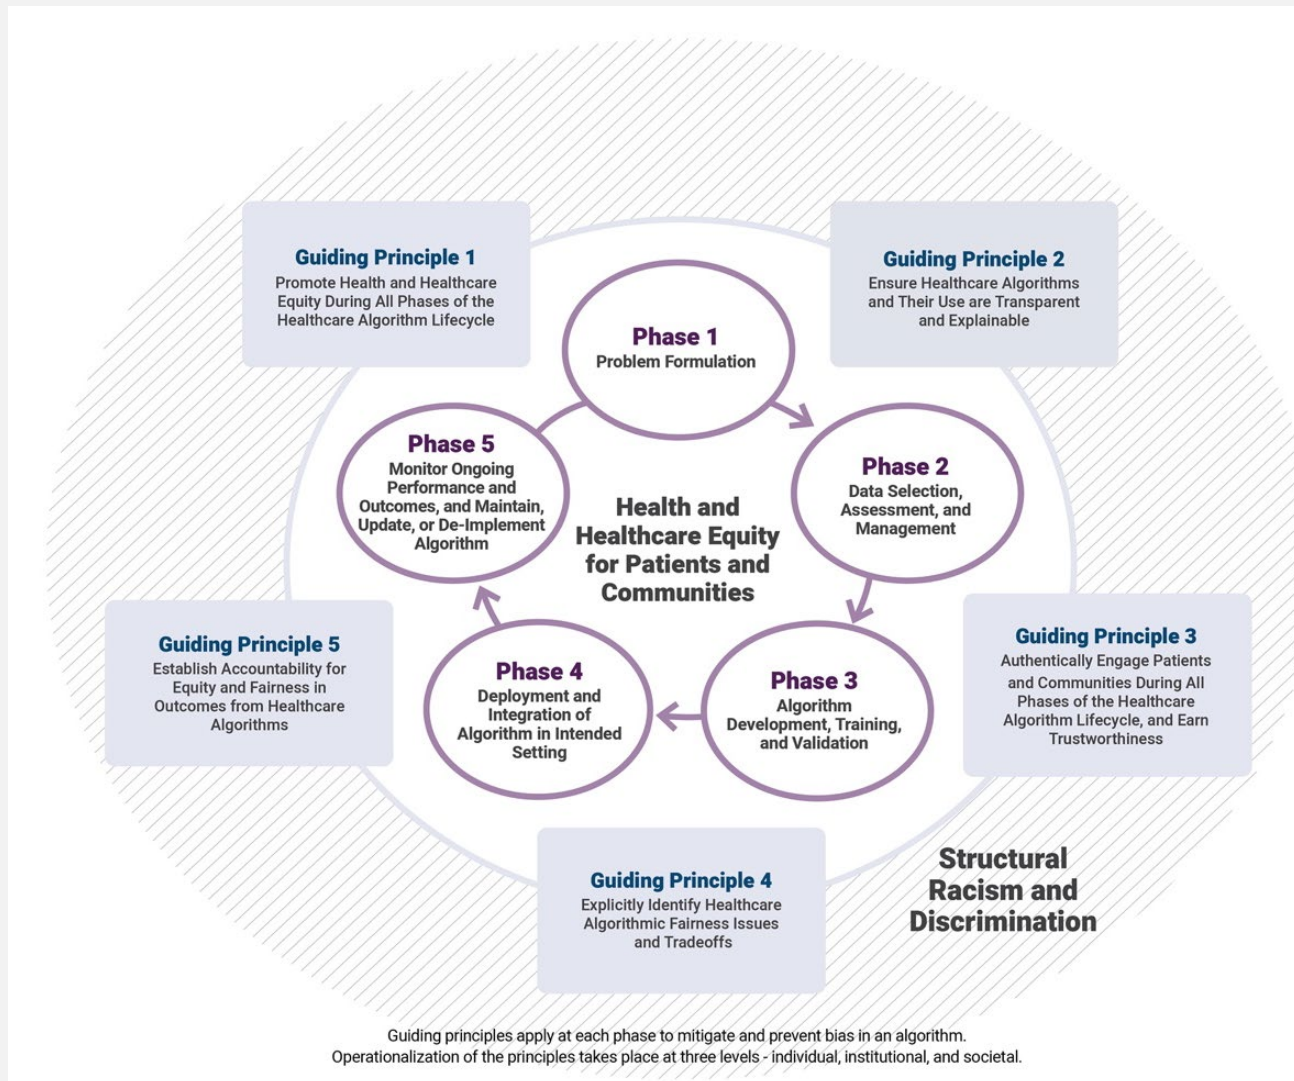 Guiding Principle 1
Promote Health and Healthcare
Equity During All Phases of the
Healthcare Algorithm Lifecycle
Guiding Principle 2
Ensure Healthcare Algorithms
and Their Use are Transparent
and Explainable
Phase 1
Problem Formulation
Phase 5
Monitor Ongoing
Performance and
Outcomes, and Maintain,
Update, or De-Implement
Algorithm
Phase 2
Data Selection,
Assessment, and
Management
Health and
Healthcare Equity
for Patients and
Communities
Guiding Principle 5
Establish Accountability for
Equity and Fairness in
Outcomes from Healthcare
Algorithms
Phase 4
Deployment and
Integration of
Algorithm in Intended
Setting
Phase 3
Algorithm
Development, Training,
and Validation
Guiding Principle 3
Authentically Engage Patients
and Communities During All
Phases of the Healthcare
Algorithm Lifecycle, and Earn
Trustworthiness
Guiding Principle 4
Explicitly Identify Healthcare
Algorithmic Fairness Issues
and Tradeoffs
Structural
Racism and
Discrimination
Guiding principles apply at each phase to mitigate and prevent bias in an algorithm.
Operationalization of the principles takes place at three levels - individual, institutional, and societal.